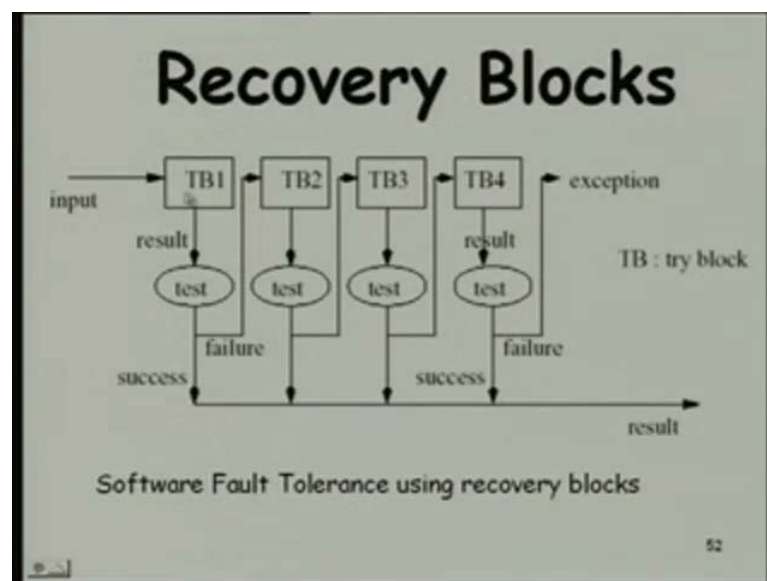 Recovery Blocks
TB1 TB2 TB3 TB4 exception
input
result result
TB : try block
test test test test
failure failure
success success
result
Software Fault Tolerance using recovery blocks
52